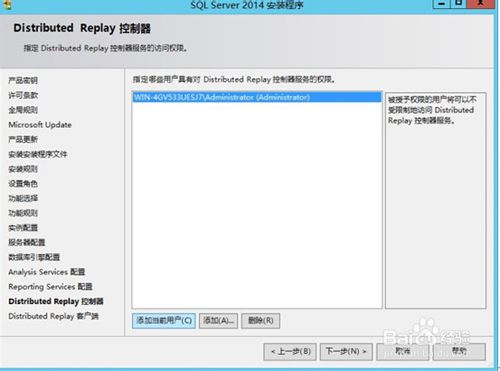 SQL Server 2014 安装程序
Distributed Replay 控制器
指定 Distributed Replay 控制器服务的访问权限。
产品密钥
许可条款
全局规则
Microsoft Update
产品更新
安装安装程序文件
安装规则
设置角色
功能选择
功能规则
实例配置
服务器配置
数据库引擎配置
Analysis Services 配置
Reporting Services 配置
Distributed Replay 控制器
Distributed Replay 客户端
指定哪些用户具有对 Distributed Replay 控制器服务的权限。
WIN-4GV533UESJ7\Administrator (Administrator)
被授予权限的用户将可以不
受限制地访问 Distributed
Replay 控制器服务。
添加当前用户(C)
添加(A)...
删除(R)
< 上一步(B)
下一步(N) >
取消
帮助
Baidu 经验